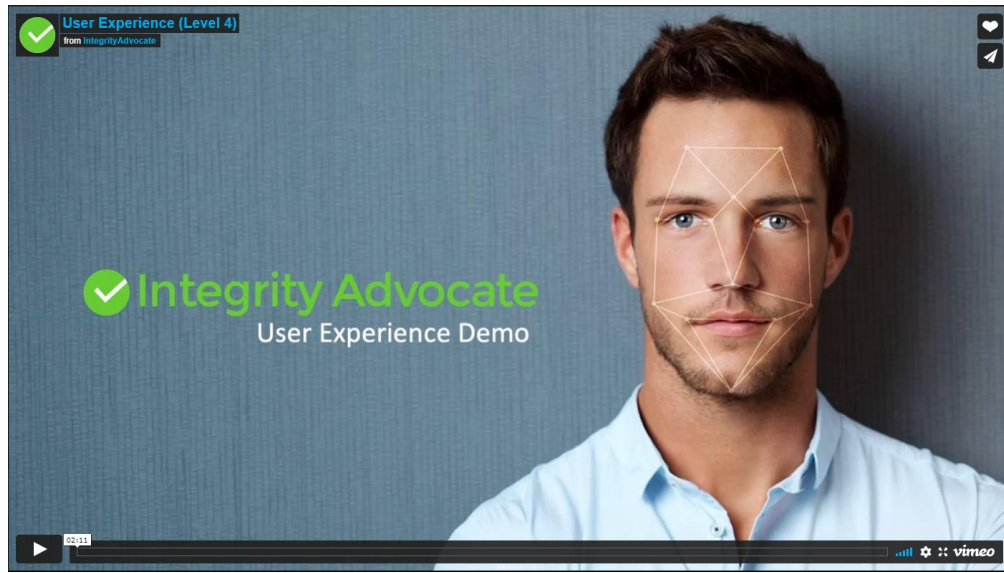 User Experience (Level 4)
from IntegrityAdvocate
Integrity Advocate
User Experience Demo
02:11
vimeo